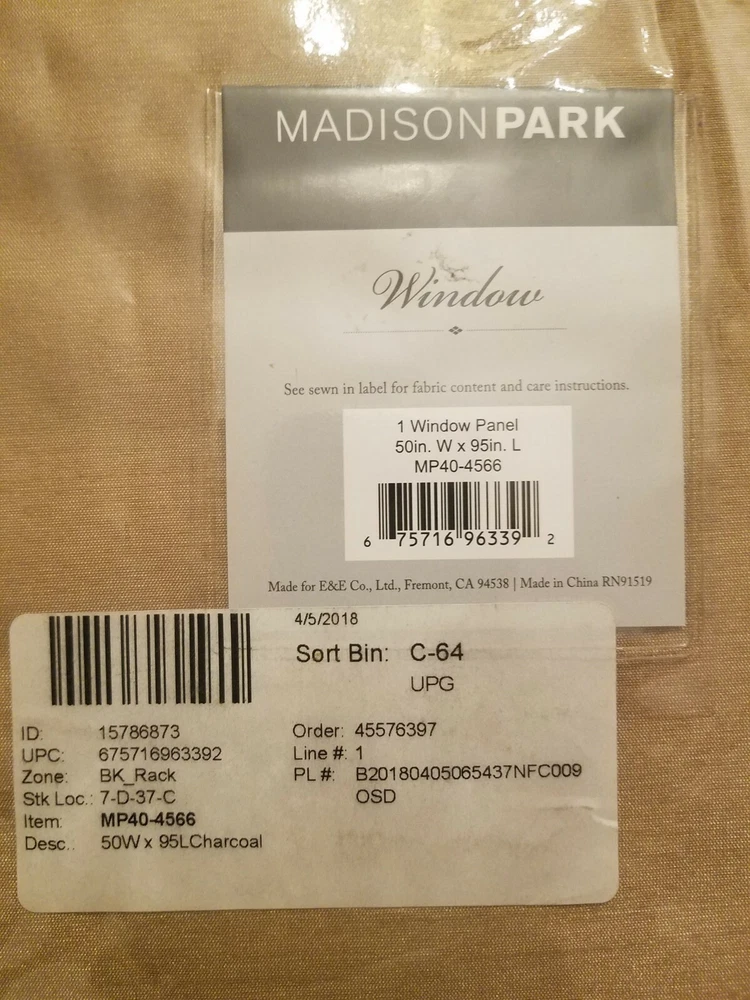 MADISONPARK
Window
See sewn in label for fabric content and care instructions.
1 Window Panel
50in. W x 95in. L
MP40-4566
6 75716 96339 2
Made for E&E Co., Ltd., Fremont, CA 94538 | Made in China RN91519
4/5/2018
Sort Bin: C-64
UPG
ID: 15786873
UPC: 675716963392
Zone: BK_Rack
Stk Loc.: 7-D-37-C
Item: MP40-4566
Desc.: 50W x 95LCharcoal
Order: 45576397
Line #: 1
PL #: B20180405065437NFC009
OSD